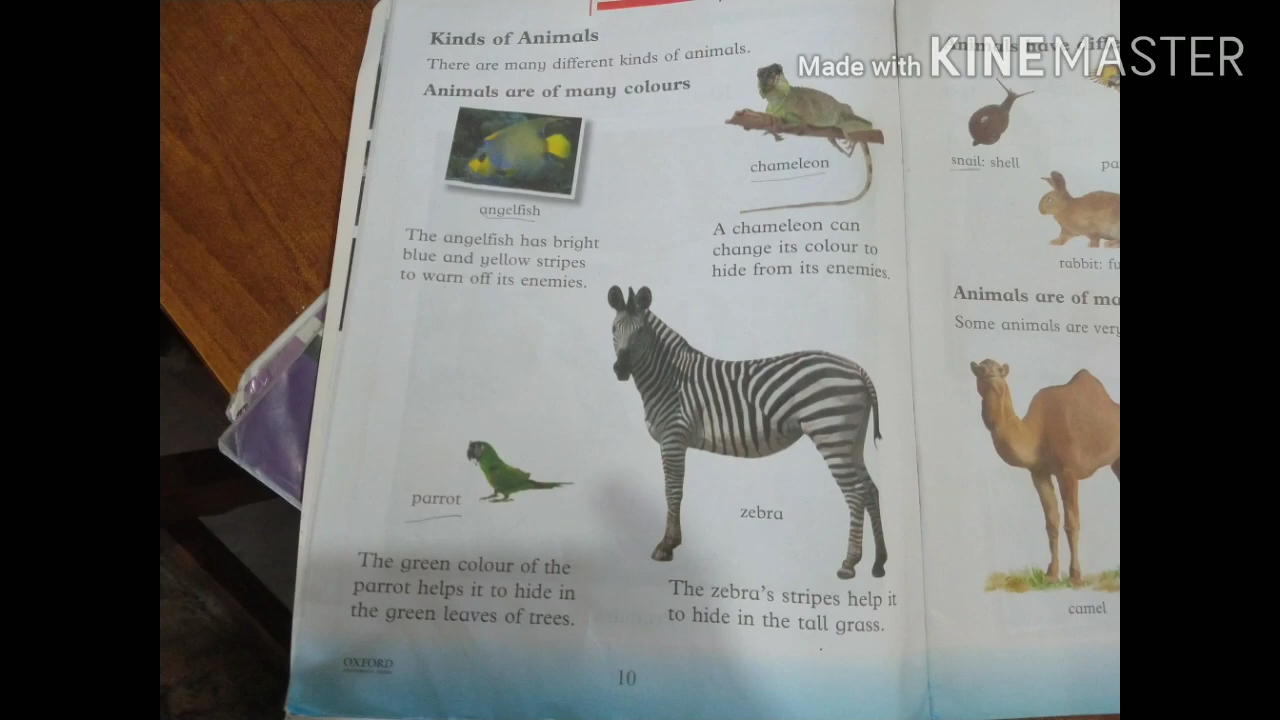 Kinds of Animals
There are many different kinds of animals.
Animals are of many colours
angelfish
The angelfish has bright
blue and yellow stripes
to warn off its enemies.
chameleon
A chameleon can
change its colour to
hide from its enemies.
parrot
The green colour of the
parrot helps it to hide in
the green leaves of trees.
zebra
The zebra's stripes help it
to hide in the tall grass.
OXFORD
10
Made with KINEMASTER
Animals have
snail: shell
rabbit:
Animals are of
Some animals are very
camel